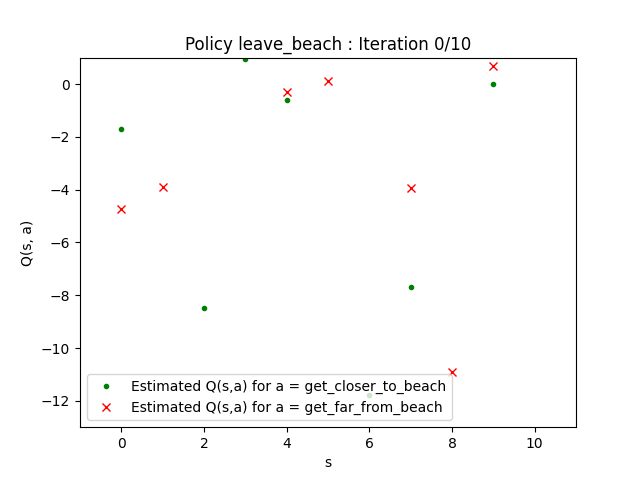 Policy leave_beach : Iteration 0/10
Q(s, a)
0
−2
−4
−6
−8
−10
−12
Estimated Q(s,a) for a = get_closer_to_beach
Estimated Q(s,a) for a = get_far_from_beach
0 2 4 6 8 10
s